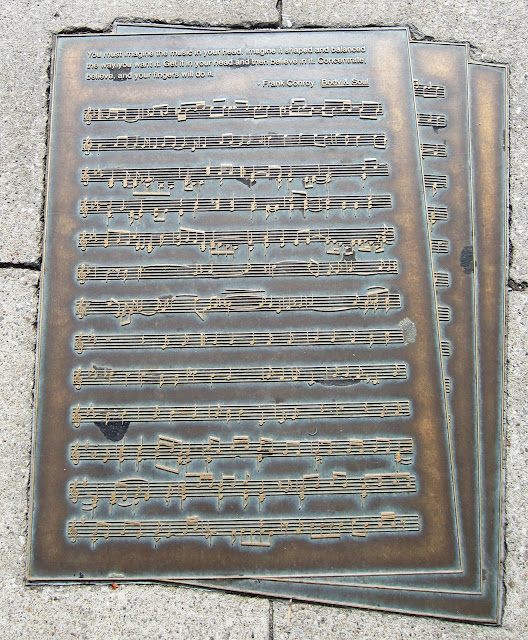 You must imagine the music in your head. Imagine it shaped and balanced
the way you want it. Get it in your head and then believe in it. Concentrate,
believe, and your fingers will do it.
- Frank Conroy Body & Soul